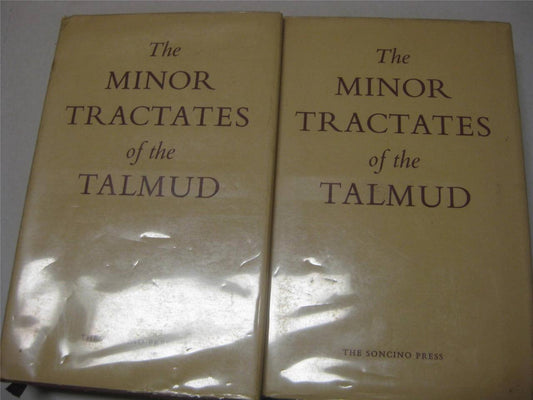 The
MINOR
TRACTATES
of the
TALMUD
The
MINOR
TRACTATES
of the
TALMUD
THE SONCINO PRESS